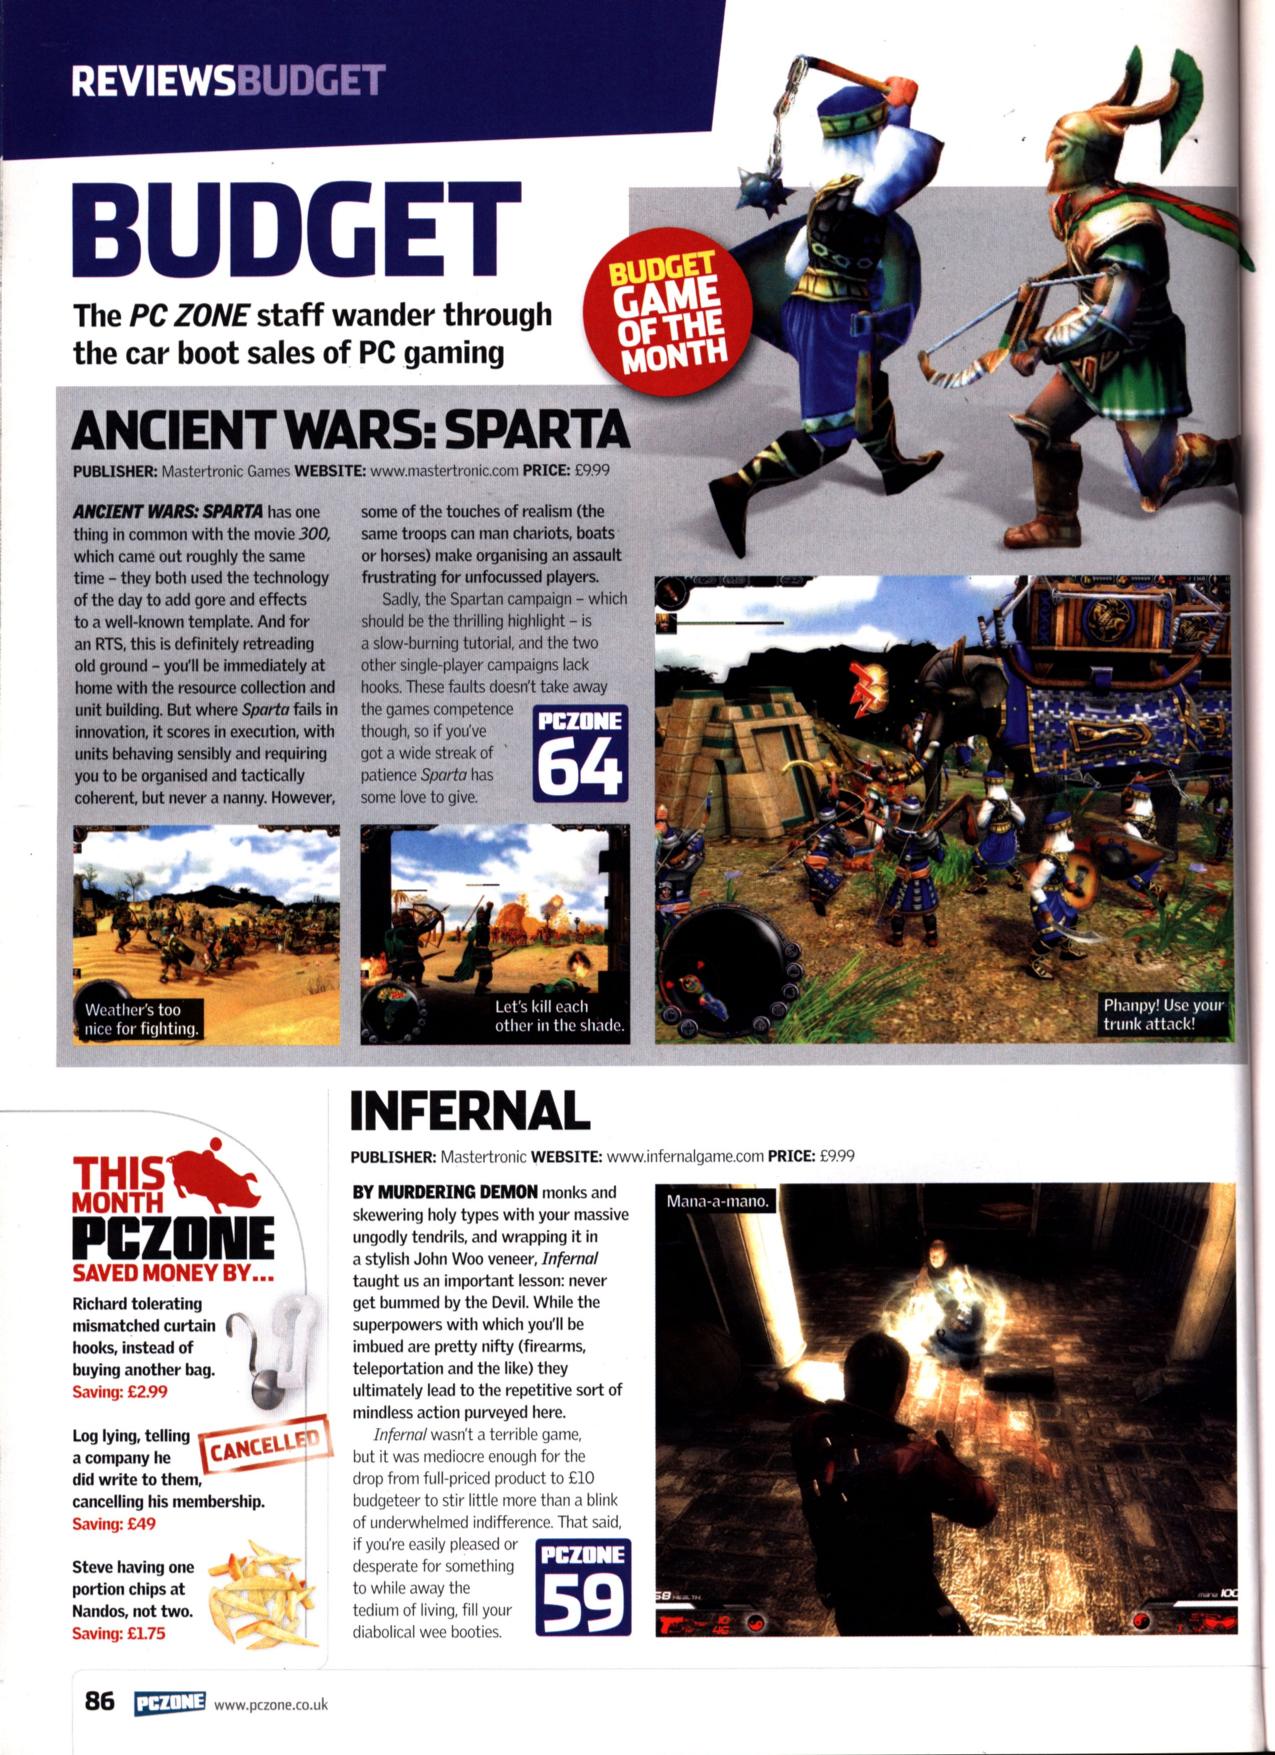 REVIEWSBUDGET
BUDGET
The PC ZONE staff wander through
the car boot sales of PC gaming
BUDGET
GAME
OF THE
MONTH
ANCIENT WARS: SPARTA
PUBLISHER: Mastertronic Games WEBSITE: www.mastertronic.com PRICE: £9.99
ANCIENT WARS: SPARTA has one
thing in common with the movie 300,
which came out roughly the same
time – they both used the technology
of the day to add gore and effects
to a well-known template. And for
an RTS, this is definitely retreading
old ground – you'll be immediately at
home with the resource collection and
unit building. But where Sparta fails in
innovation, it scores in execution, with
units behaving sensibly and requiring
you to be organised and tactically
coherent, but never a nanny. However,
some of the touches of realism (the
same troops can man chariots, boats
or horses) make organising an assault
frustrating for unfocussed players.
Sadly, the Spartan campaign – which
should be the thrilling highlight – is
a slow-burning tutorial, and the two
other single-player campaigns lack
hooks. These faults doesn't take away
the games competence
though, so if you've
got a wide streak of
patience Sparta has
some love to give.
PCZONE
64
Weather's too
nice for fighting.
Let's kill each
other in the shade.
Phanpy! Use your
trunk attack!
THIS
MONTH
PCZONE
SAVED MONEY BY...
Richard tolerating
mismatched curtain
hooks, instead of
buying another bag.
Saving: £2.99
Log lying, telling
a company he
did write to them,
cancelling his membership.
Saving: £49
CANCELLED
Steve having one
portion chips at
Nandos, not two.
Saving: £1.75
INFERNAL
PUBLISHER: Mastertronic WEBSITE: www.infernalgame.com PRICE: £9.99
BY MURDERING DEMON monks and
skewering holy types with your massive
ungodly tendrils, and wrapping it in
a stylish John Woo veneer, Infernal
taught us an important lesson: never
get bummed by the Devil. While the
superpowers with which you'll be
imbued are pretty nifty (firearms,
teleportation and the like) they
ultimately lead to the repetitive sort of
mindless action purveyed here.
Infernal wasn't a terrible game,
but it was mediocre enough for the
drop from full-priced product to £10
budgeteer to stir little more than a blink
of underwhelmed indifference. That said,
if you're easily pleased or
desperate for something
to while away the
tedium of living, fill your
diabolical wee booties.
PCZONE
59
Mana-a-mano.
HEALTH
mana 100
86 PCZONE www.pczone.co.uk